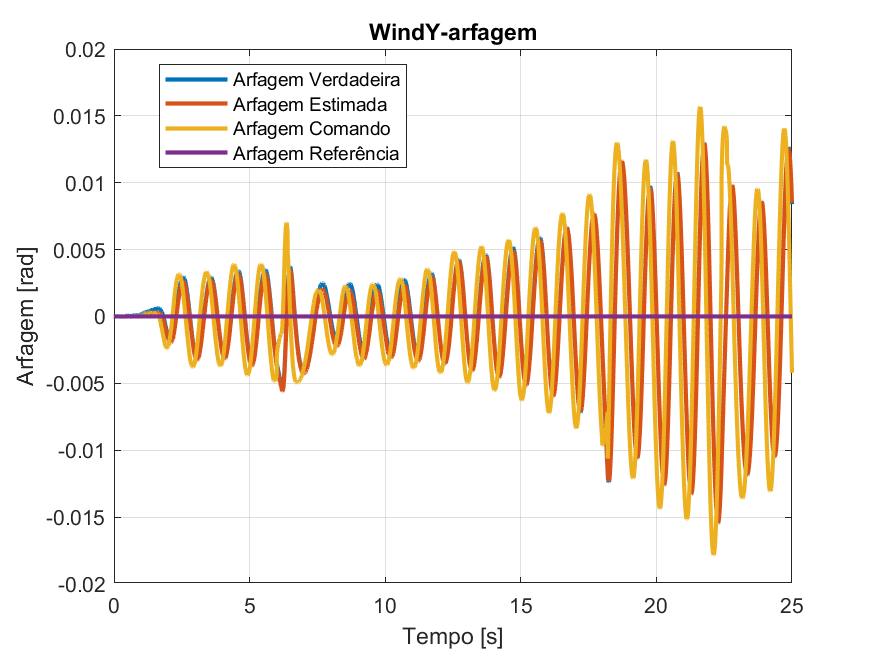 WindY-arfagem
0.02
0.015
0.01
0.005
0
-0.005
-0.01
-0.015
-0.02
Arfagem [rad]
Arfagem Verdadeira
Arfagem Estimada
Arfagem Comando
Arfagem Referência
0 5 10 15 20 25
Tempo [s]